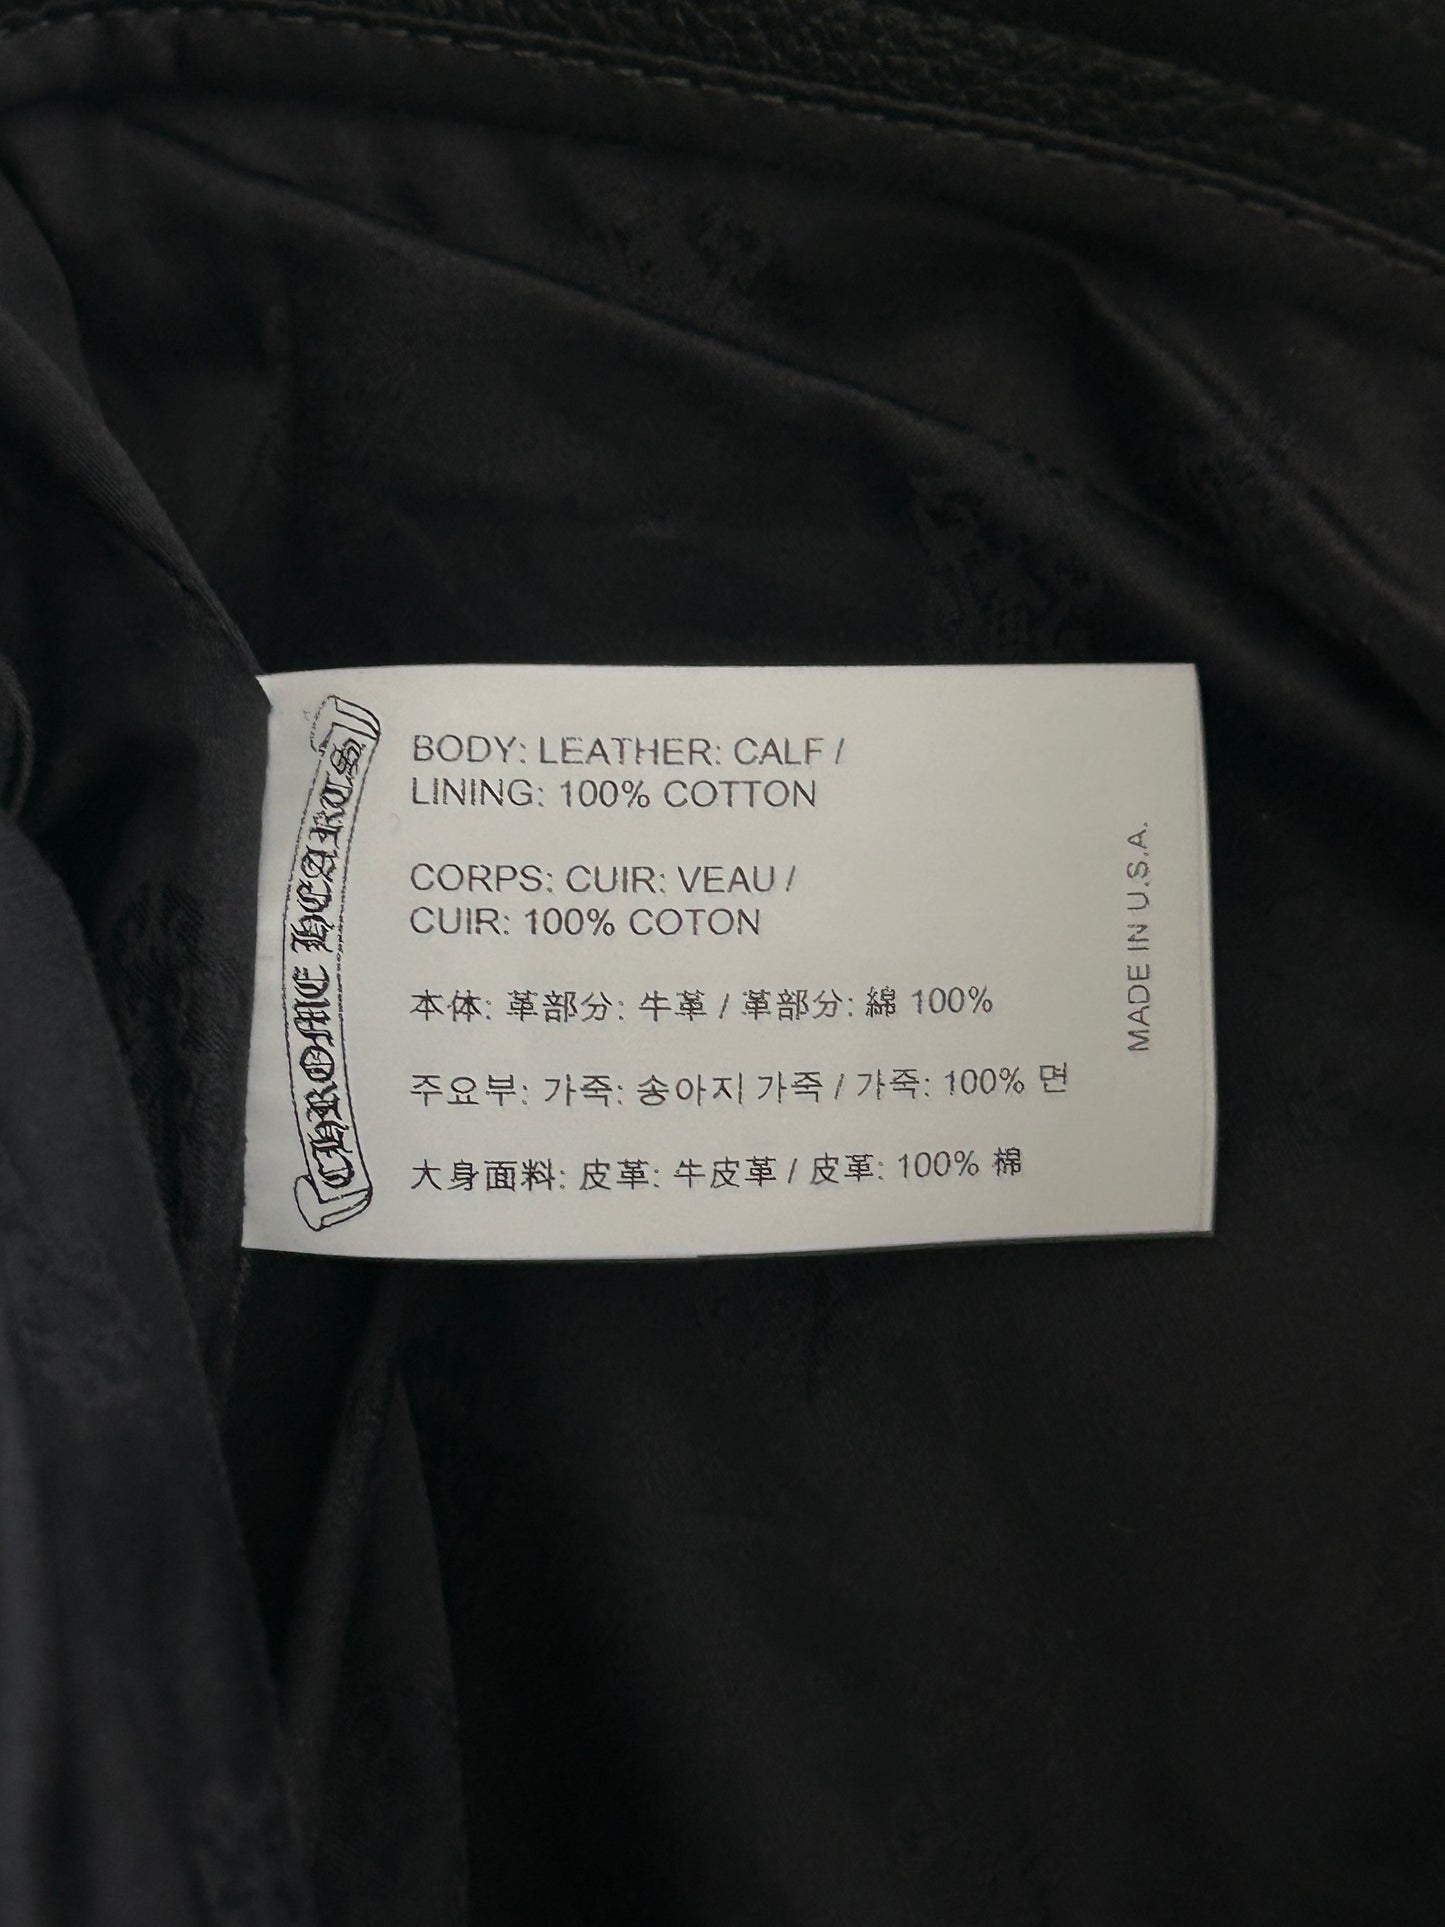 CHROME HEARTS
BODY: LEATHER: CALF /
LINING: 100% COTTON
CORPS: CUIR: VEAU /
CUIR: 100% COTON
本体: 革部分: 牛革 / 革部分: 綿 100%
주요부: 가죽: 송아지 가죽 / 가죽: 100% 면
大身面料: 皮革: 牛皮革 / 皮革: 100% 棉
MADE IN U.S.A.